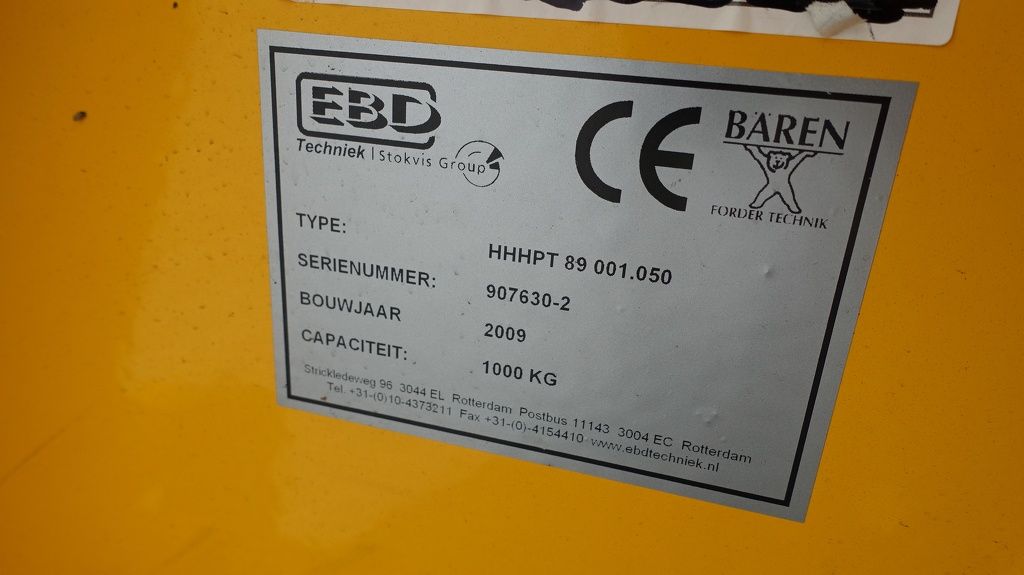 EBD
Techniek | Stokvis Group
CE
BÄREN
FORDER TECHNIK
TYPE: HHHPT 89 001.050
SERIENUMMER: 907630-2
BOUWJAAR 2009
CAPACITEIT: 1000 KG
Strickledeweg 96 3044 EL Rotterdam Postbus 11143 3004 EC Rotterdam
Tel. +31-(0)10-4373211 Fax +31-(0)-4154410 www.ebdtechniek.nl